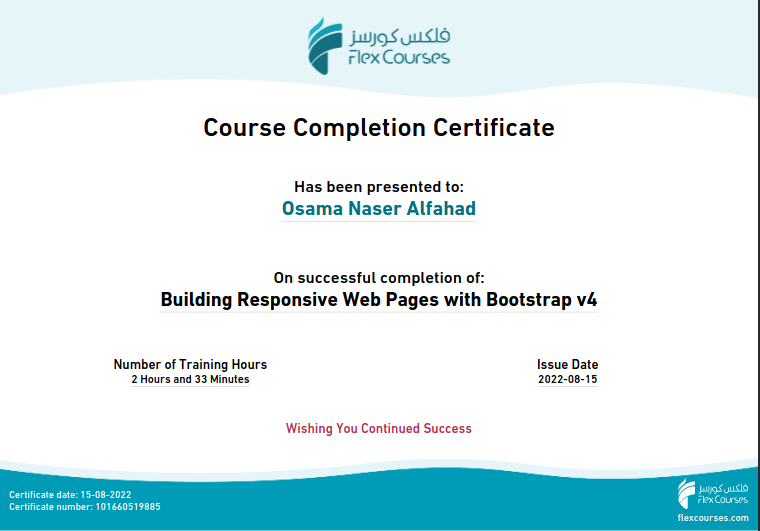 فلكس كورسز
Flex Courses
Course Completion Certificate
Has been presented to:
Osama Naser Alfahad
On successful completion of:
Building Responsive Web Pages with Bootstrap v4
Number of Training Hours
2 Hours and 33 Minutes
Issue Date
2022-08-15
Wishing You Continued Success
Certificate date: 15-08-2022
Certificate number: 101660519885
فلكس كورسز
Flex Courses
flexcourses.com